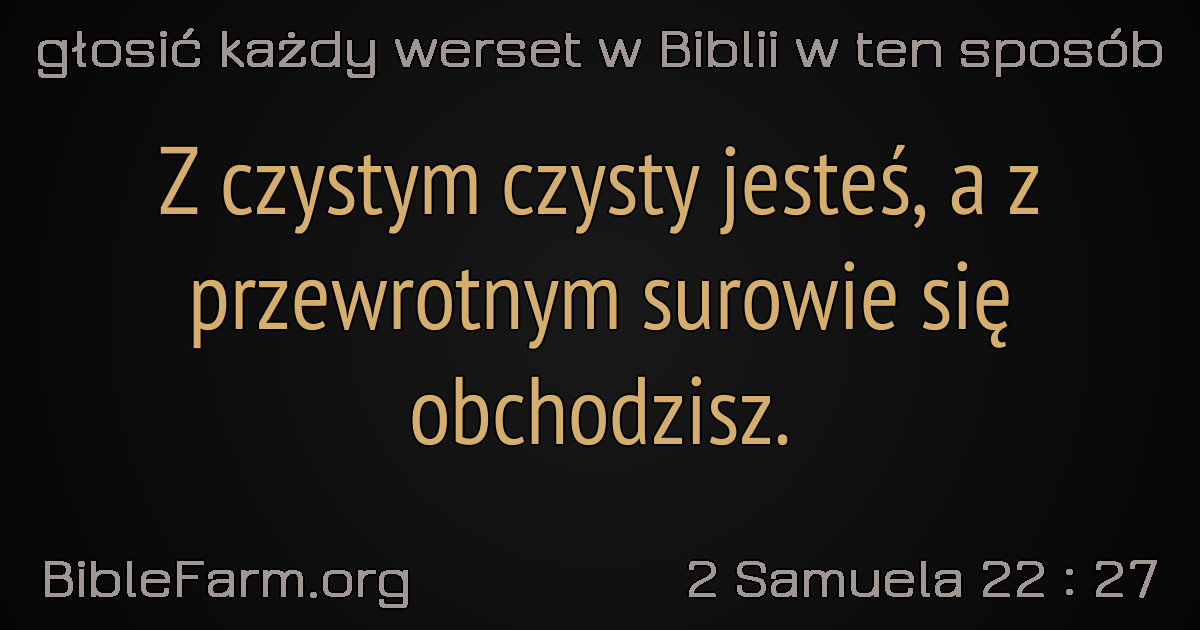 głosić każdy werset w Biblii w ten sposób
Z czystym czysty jesteś, a z
przewrotnym surowie się
obchodzisz.
BibleFarm.org
2 Samuela 22 : 27